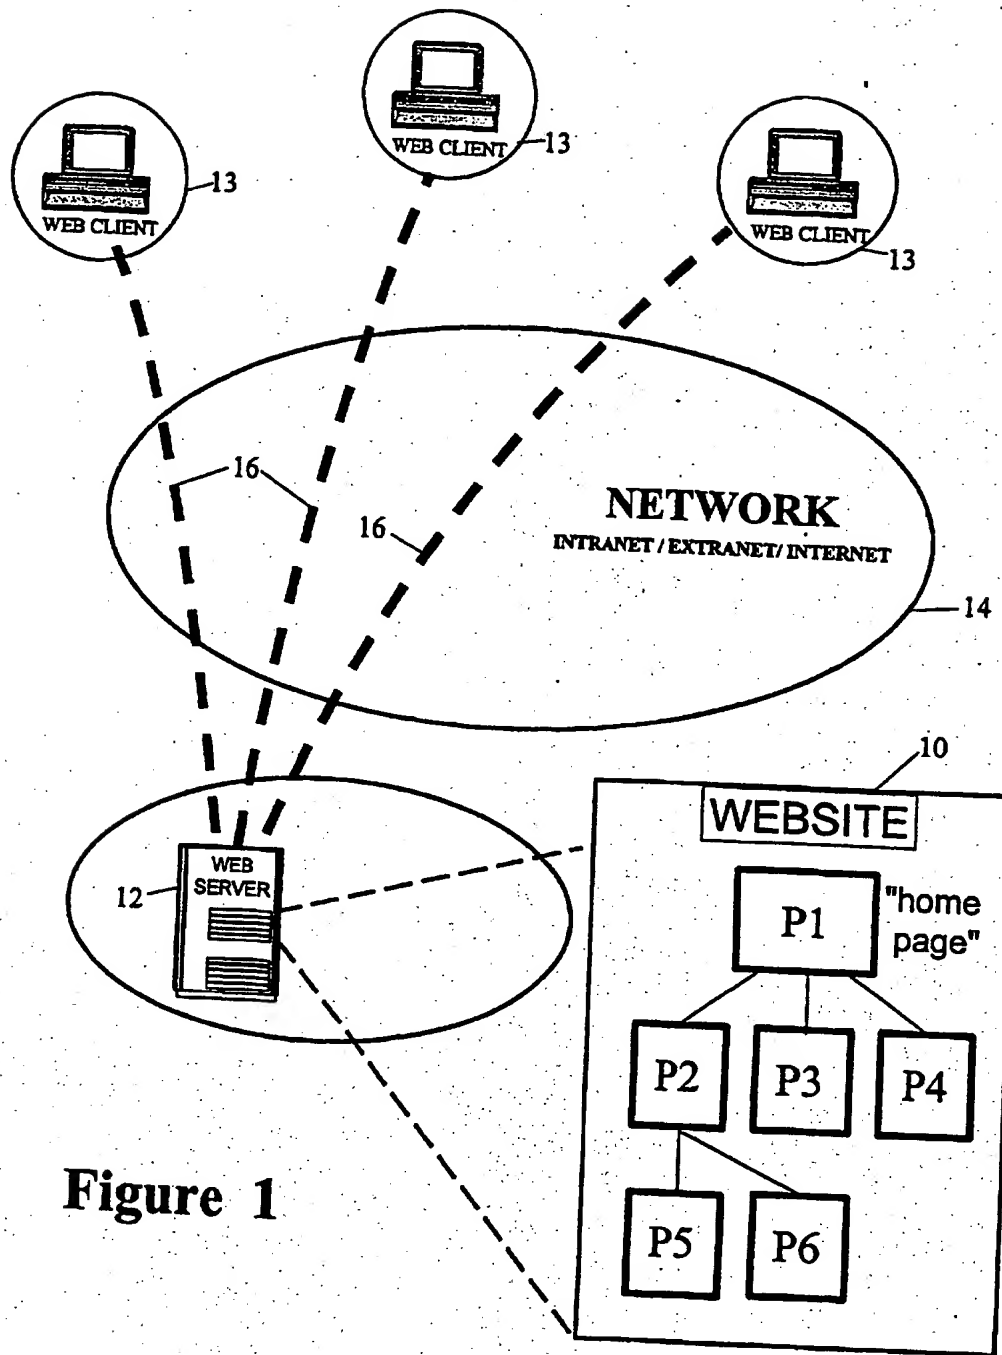 WEB CLIENT
13
WEB CLIENT
13
WEB CLIENT
13
16
16
NETWORK
INTRANET / EXTRANET/ INTERNET
14
10
WEBSITE
WEB
SERVER
12
P1
"home
page"
P2
P3
P4
P5
P6
Figure 1